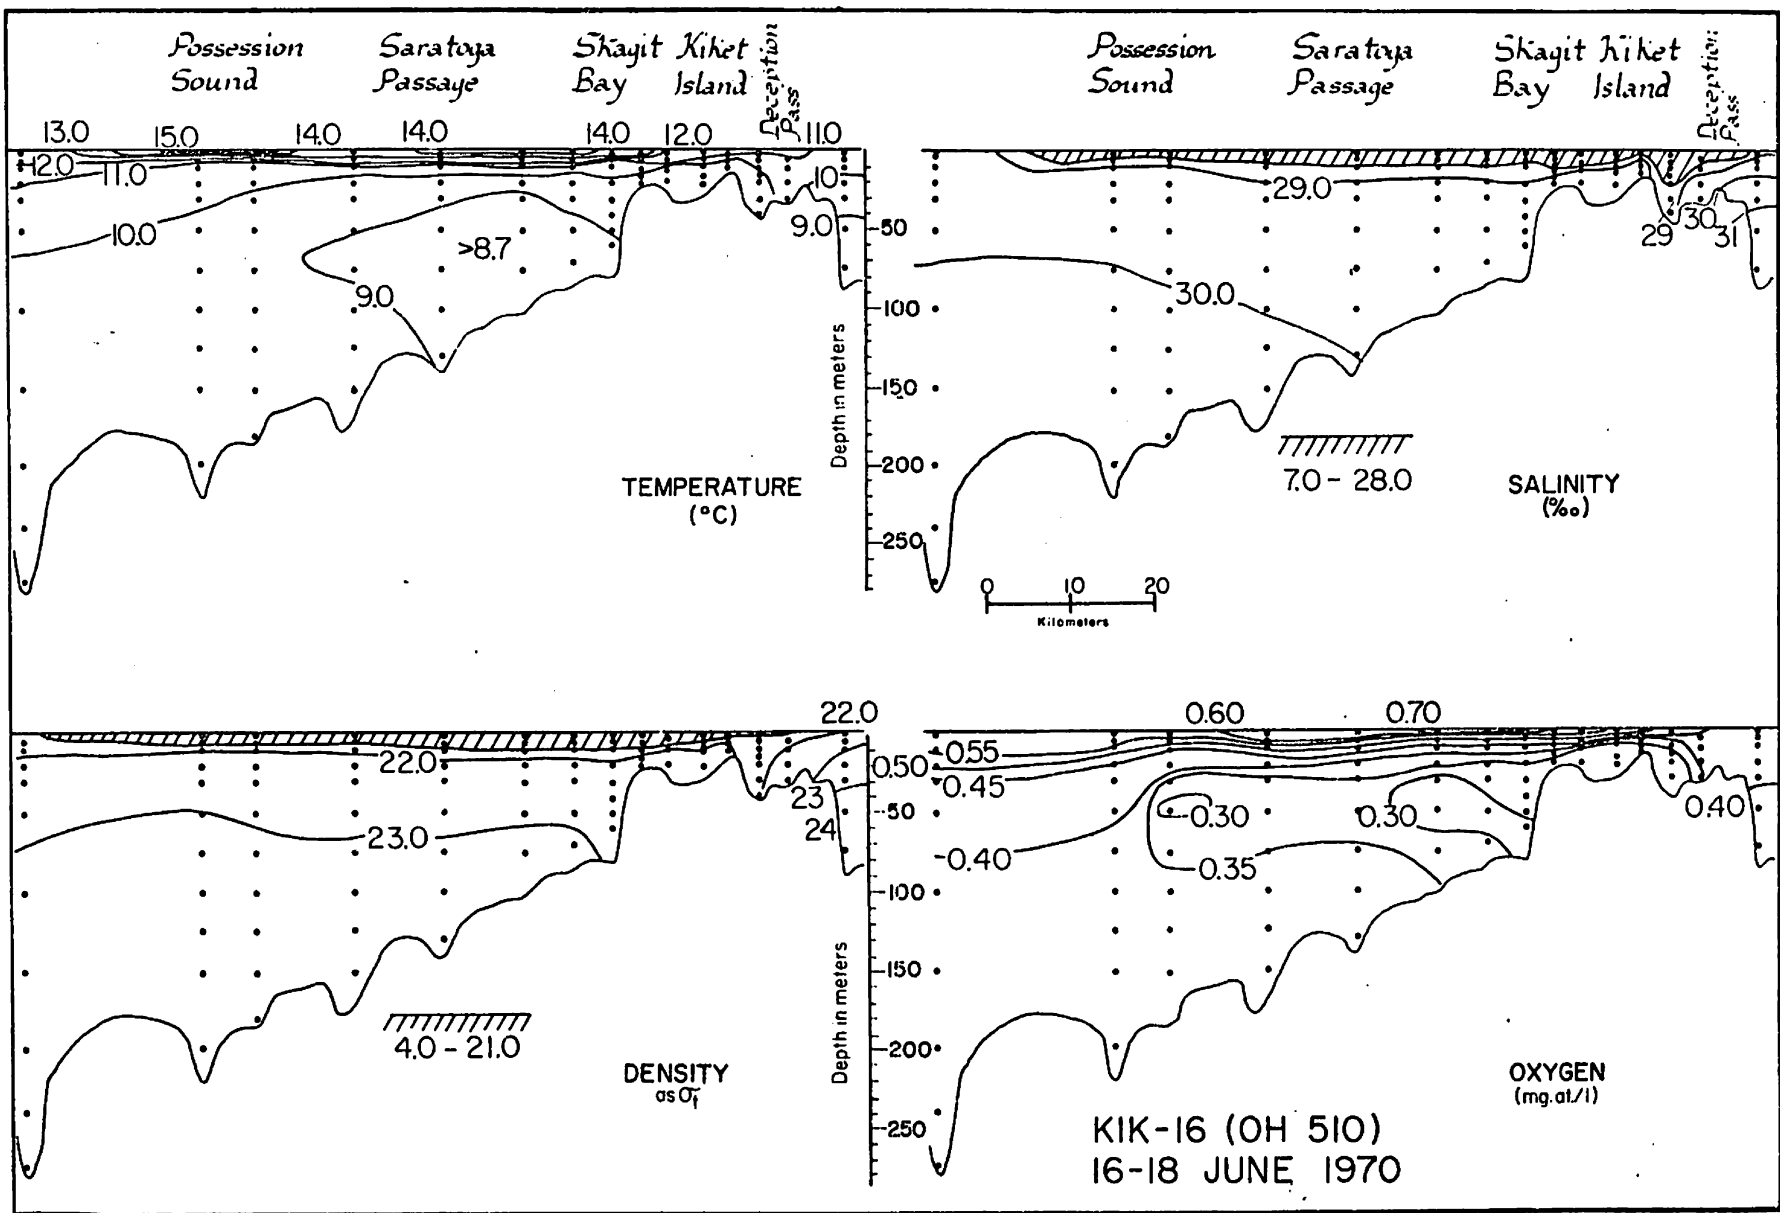 Possession Sound
Saratoga Passage
Skagit Bay
Kiket Island
Deception Pass
13.0 15.0 14.0 14.0 14.0 12.0 11.0
12.0 11.0 10
10.0 9.0
>8.7
9.0
TEMPERATURE
(°C)
Depth in meters
-50
-100
-150
-200
-250
Possession Sound
Saratoga Passage
Skagit Bay
Kiket Island
Deception Pass
29.0
29 30 31
30.0
7.0 - 28.0
SALINITY
(‰)
0 10 20
Kilometers
22.0
22.0
23
24
23.0
4.0 - 21.0
DENSITY
as σt
Depth in meters
-50
-100
-150
-200
-250
0.60 0.70
0.55
0.50
0.45
0.30 0.30 0.40
-0.40
0.35
OXYGEN
(mg.at./l)
KIK-16 (OH 510)
16-18 JUNE 1970